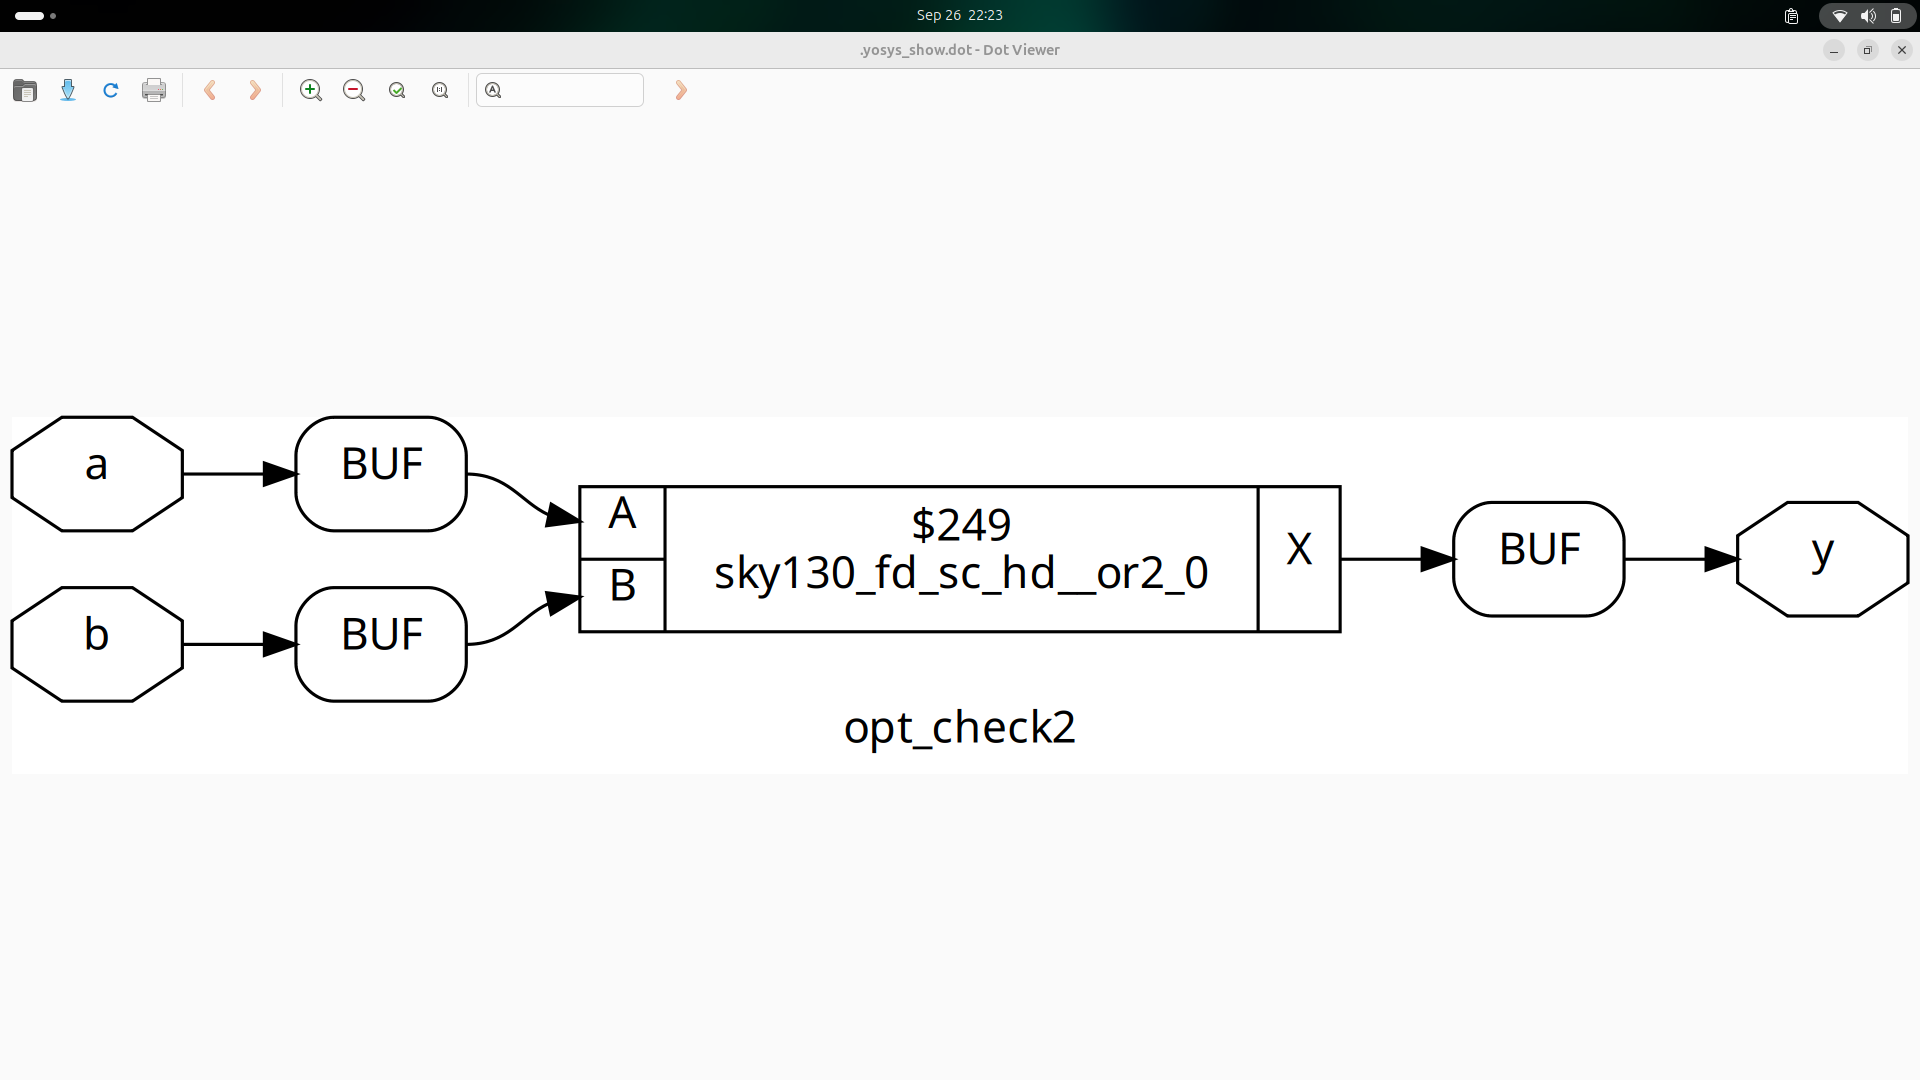 Sep 26 22:23
.yosys_show.dot - Dot Viewer
a
BUF
A
$249
sky130_fd_sc_hd__or2_0
X
BUF
y
b
BUF
B
opt_check2